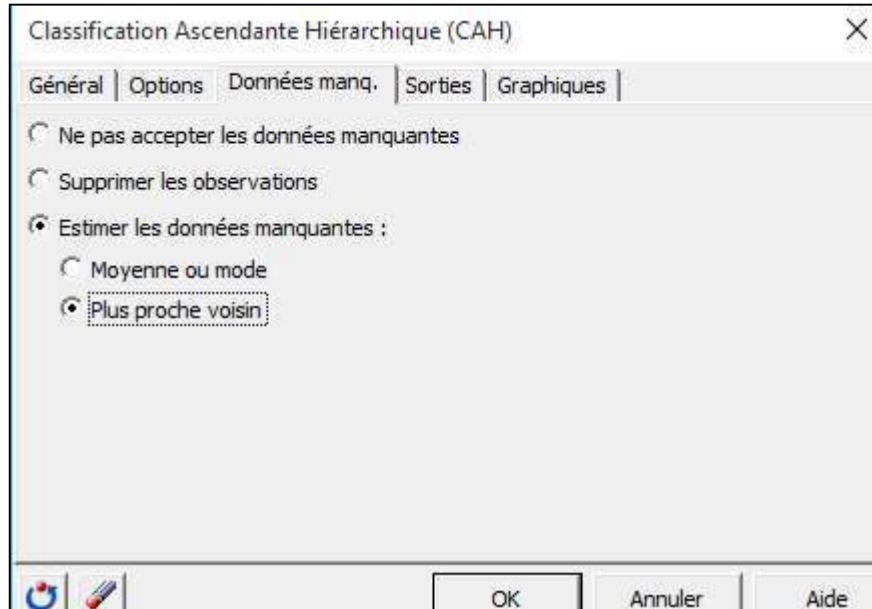 Classification Ascendante Hiérarchique (CAH)
Général Options Données manq. Sorties Graphiques
Ne pas accepter les données manquantes
Supprimer les observations
Estimer les données manquantes :
Moyenne ou mode
Plus proche voisin
OK Annuler Aide